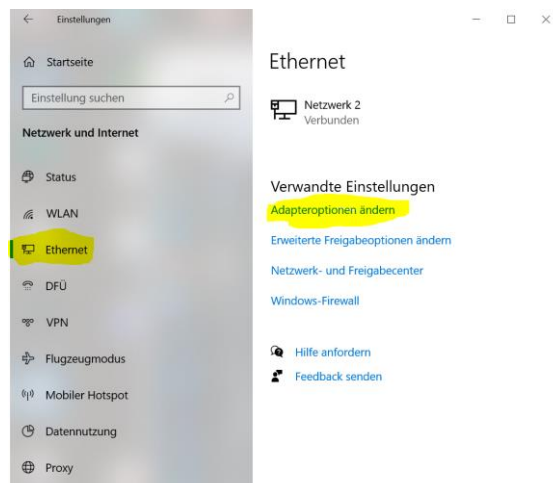 Einstellungen
Startseite
Einstellung suchen
Netzwerk und Internet
Status
WLAN
Ethernet
DFÜ
VPN
Flugzeugmodus
Mobiler Hotspot
Datennutzung
Proxy
Ethernet
Netzwerk 2
Verbunden
Verwandte Einstellungen
Adapteroptionen ändern
Erweiterte Freigabeoptionen ändern
Netzwerk- und Freigabecenter
Windows-Firewall
Hilfe anfordern
Feedback senden